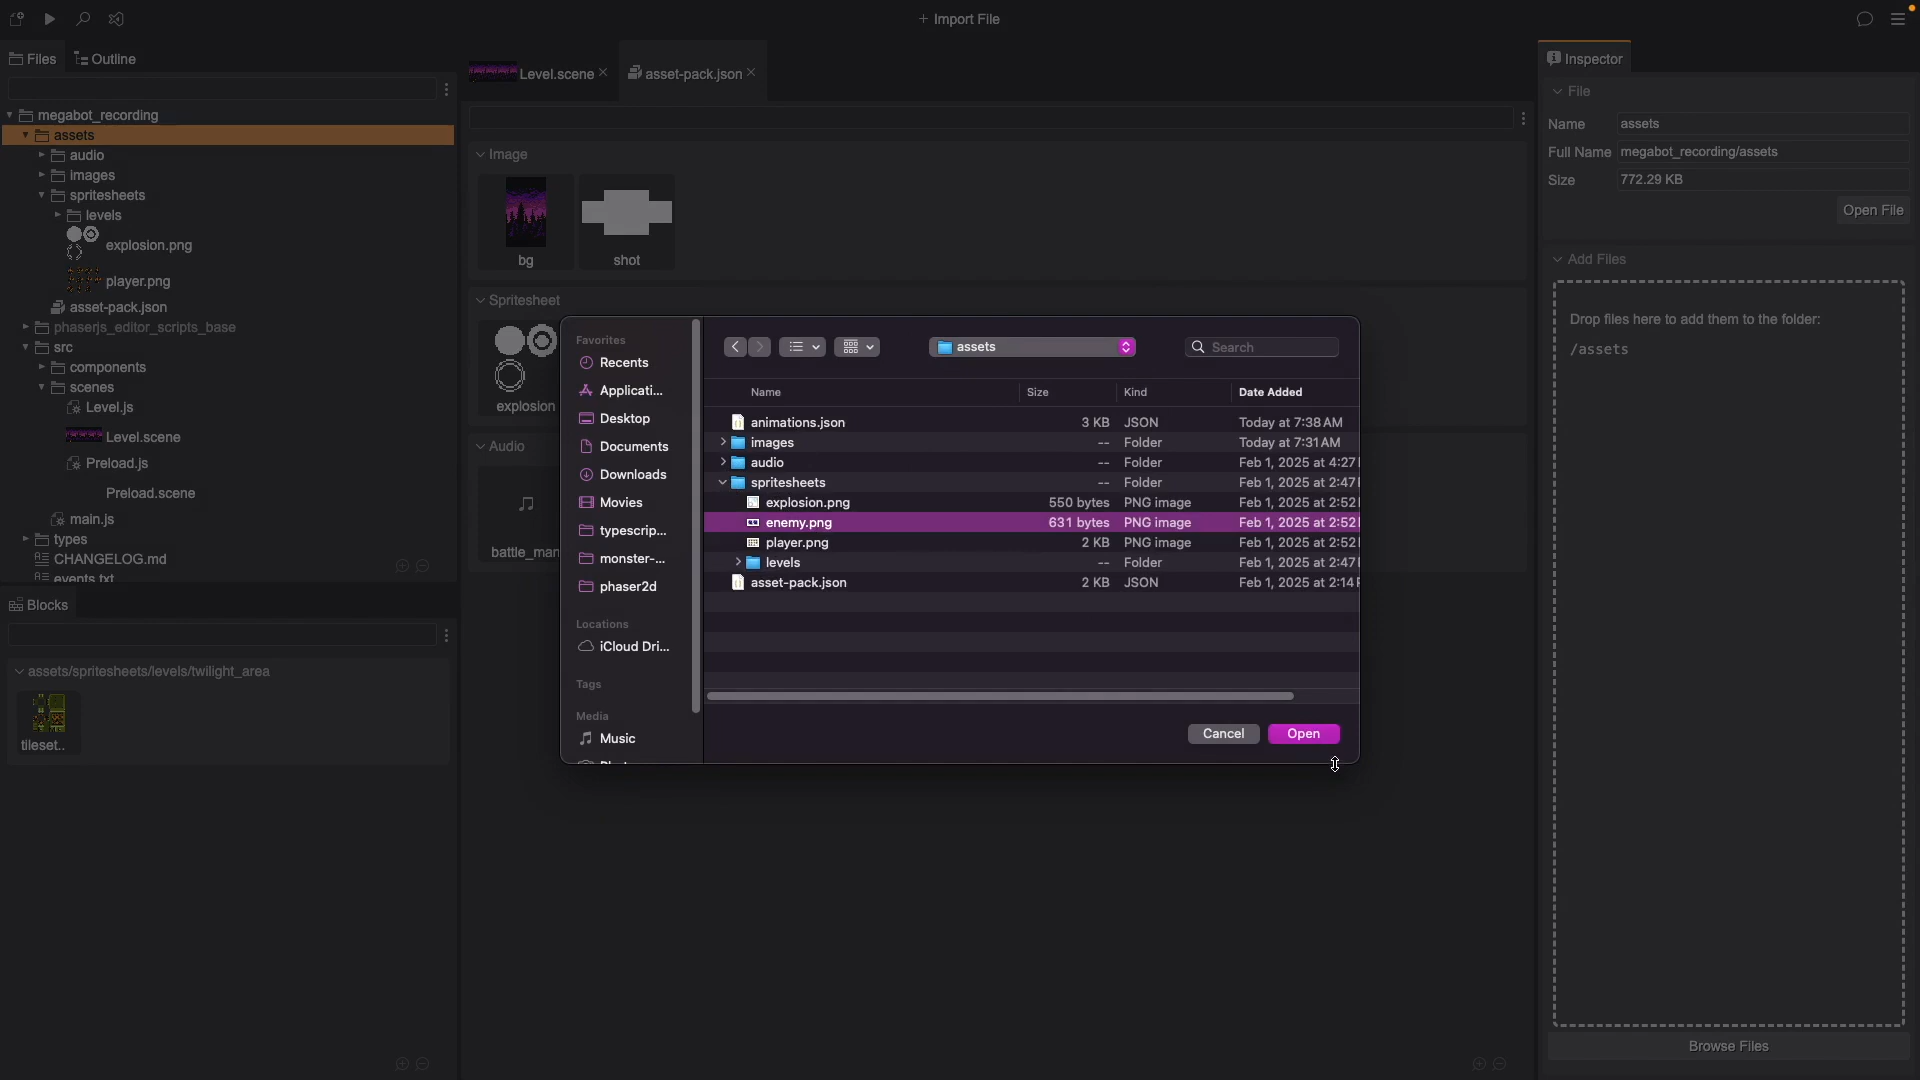 + Import File
Files
Outline
megabot_recording
assets
audio
images
spritesheets
levels
explosion.png
player.png
asset-pack.json
phaserjs_editor_scripts_base
src
components
scenes
Level.js
Level.scene
Preload.js
Preload.scene
main.js
types
CHANGELOG.md
events.txt
Blocks
assets/spritesheets/levels/twilight_area
tileset..
Level.scene
asset-pack.json
Image
bg
shot
Spritesheet
explosion
Audio
battle_man
Favorites
Recents
Applicati...
Desktop
Documents
Downloads
Movies
typescrip...
monster-...
phaser2d
Locations
iCloud Dri...
Tags
Media
Music
assets
Search
Name Size Kind Date Added
animations.json 3 KB JSON Today at 7:38 AM
images -- Folder Today at 7:31 AM
audio -- Folder Feb 1, 2025 at 4:27
spritesheets -- Folder Feb 1, 2025 at 2:47
explosion.png 550 bytes PNG image Feb 1, 2025 at 2:52
enemy.png 631 bytes PNG image Feb 1, 2025 at 2:52
player.png 2 KB PNG image Feb 1, 2025 at 2:52
levels -- Folder Feb 1, 2025 at 2:47
asset-pack.json 2 KB JSON Feb 1, 2025 at 2:14
Cancel
Open
Inspector
File
Name assets
Full Name megabot_recording/assets
Size 772.29 KB
Open File
Add Files
Drop files here to add them to the folder:
/assets
Browse Files